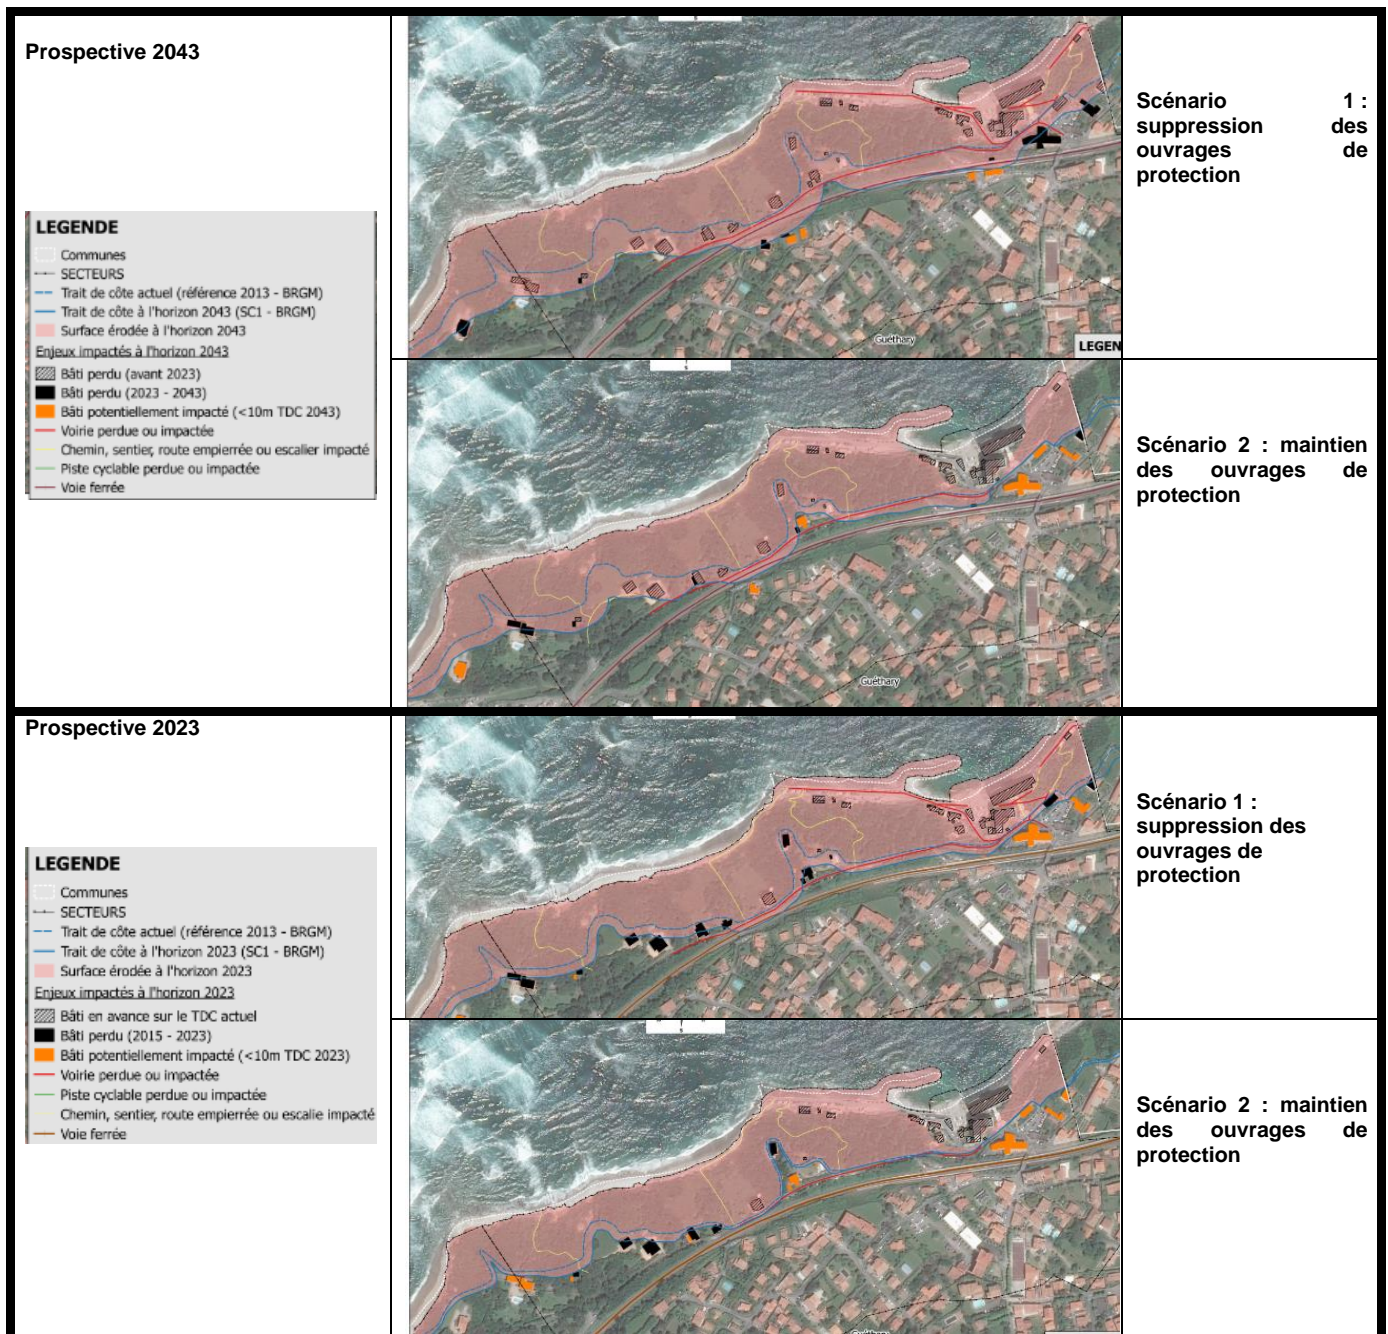 Prospective 2043
LEGENDE
Communes
SECTEURS
Trait de côte actuel (référence 2013 - BRGM)
Trait de côte à l'horizon 2043 (SC1 - BRGM)
Surface érodée à l'horizon 2043
Enjeux impactés à l'horizon 2043
Bâti perdu (avant 2023)
Bâti perdu (2023 - 2043)
Bâti potentiellement impacté (<10m TDC 2043)
Voirie perdue ou impactée
Chemin, sentier, route empierrée ou escalier impacté
Piste cyclable perdue ou impactée
Voie ferrée
Guéthary
LEGEN
Scénario 1 :
suppression des
ouvrages de
protection
Guéthary
Scénario 2 : maintien
des ouvrages de
protection
Prospective 2023
LEGENDE
Communes
SECTEURS
Trait de côte actuel (référence 2013 - BRGM)
Trait de côte à l'horizon 2023 (SC1 - BRGM)
Surface érodée à l'horizon 2023
Enjeux impactés à l'horizon 2023
Bâti en avance sur le TDC actuel
Bâti perdu (2015 - 2023)
Bâti potentiellement impacté (<10m TDC 2023)
Voirie perdue ou impactée
Piste cyclable perdue ou impactée
Chemin, sentier, route empierrée ou escalie impacté
Voie ferrée
Scénario 1 :
suppression des
ouvrages de
protection
Guéthary
Scénario 2 : maintien
des ouvrages de
protection